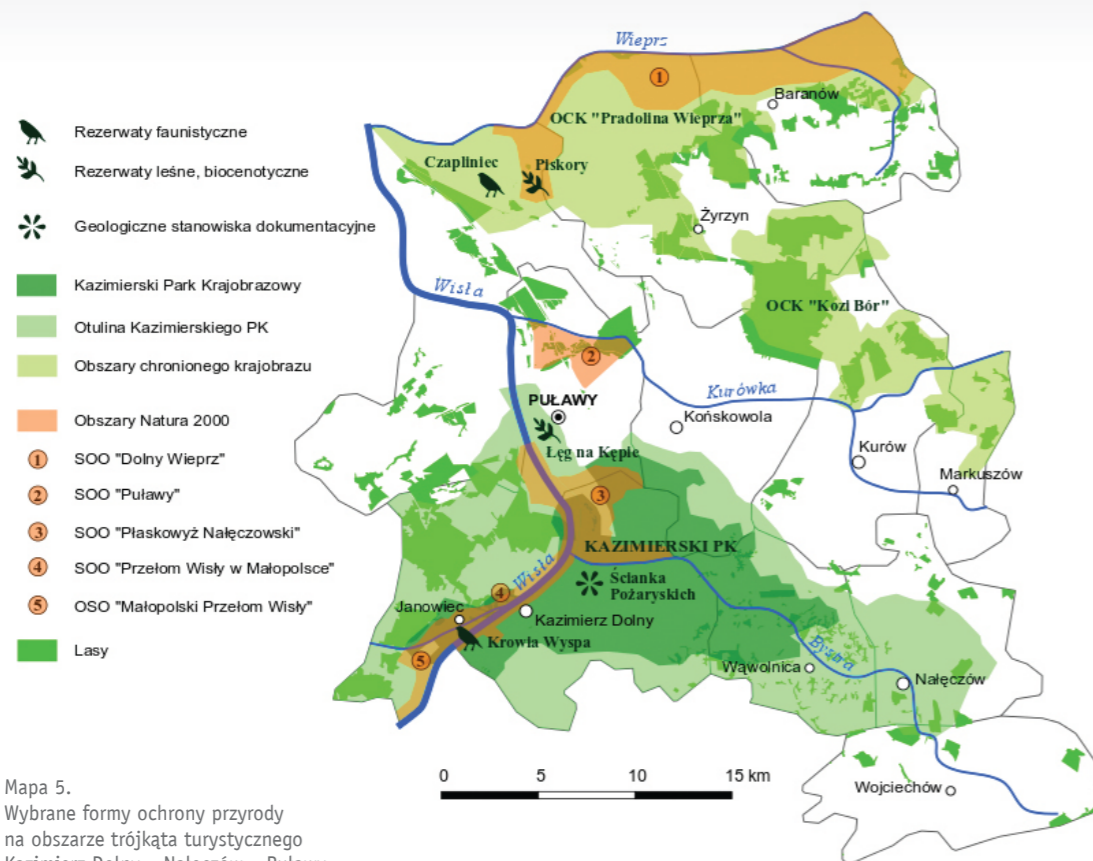 Rezerwaty faunistyczne
Rezerwaty leśne, biocenotyczne
Geologiczne stanowiska dokumentacyjne
Kazimierski Park Krajobrazowy
Otulina Kazimierskiego PK
Obszary chronionego krajobrazu
Obszary Natura 2000
1 SOO "Dolny Wieprz"
2 SOO "Puławy"
3 SOO "Płaskowyż Nałęczowski"
4 SOO "Przełom Wisły w Małopolsce"
5 OSO "Małopolski Przełom Wisły"
Lasy
Wieprz
1
Baranów
OCK "Pradolina Wieprza"
Czapliniec
Piskory
Żyrzyn
Wisła
OCK "Kozi Bór"
2
Kurówka
PUŁAWY
Końskowola
Łęg na Kępie
Kurów
Markuszów
3
KAZIMIERSKI PK
Wisła
Ścianka
Pożaryskich
4
Janowiec
Kazimierz Dolny
Krowia Wyspa
5
Bystra
Wąwolnica
Nałęczów
Wojciechów
0 5 10 15 km
Mapa 5.
Wybrane formy ochrony przyrody
na obszarze trójkąta turystycznego
Kazimierz Dolny – Nałęczów – Puławy